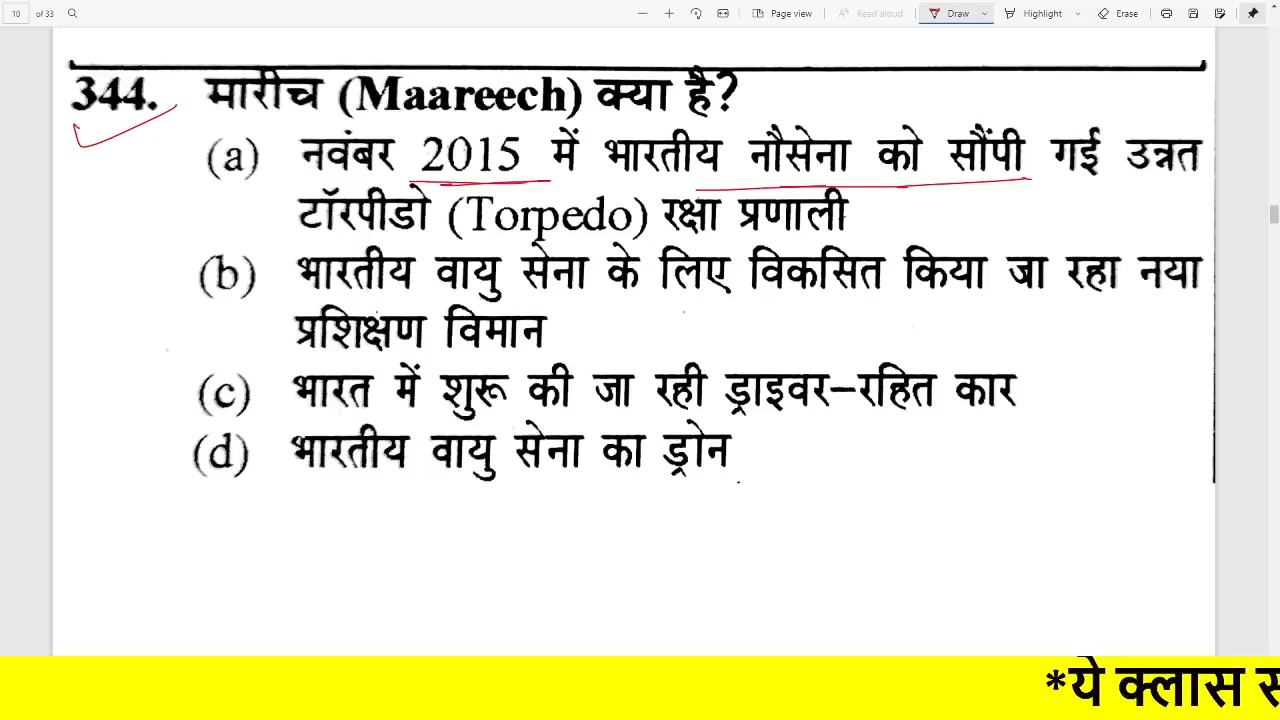 10 of 33 Page view Read aloud Draw Highlight Erase
344. मारीच (Maareech) क्या है?
(a) नवंबर 2015 में भारतीय नौसेना को सौंपी गई उन्नत
टॉरपीडो (Torpedo) रक्षा प्रणाली
(b) भारतीय वायु सेना के लिए विकसित किया जा रहा नया
प्रशिक्षण विमान
(c) भारत में शुरू की जा रही ड्राइवर-रहित कार
(d) भारतीय वायु सेना का ड्रोन
*ये क्लास